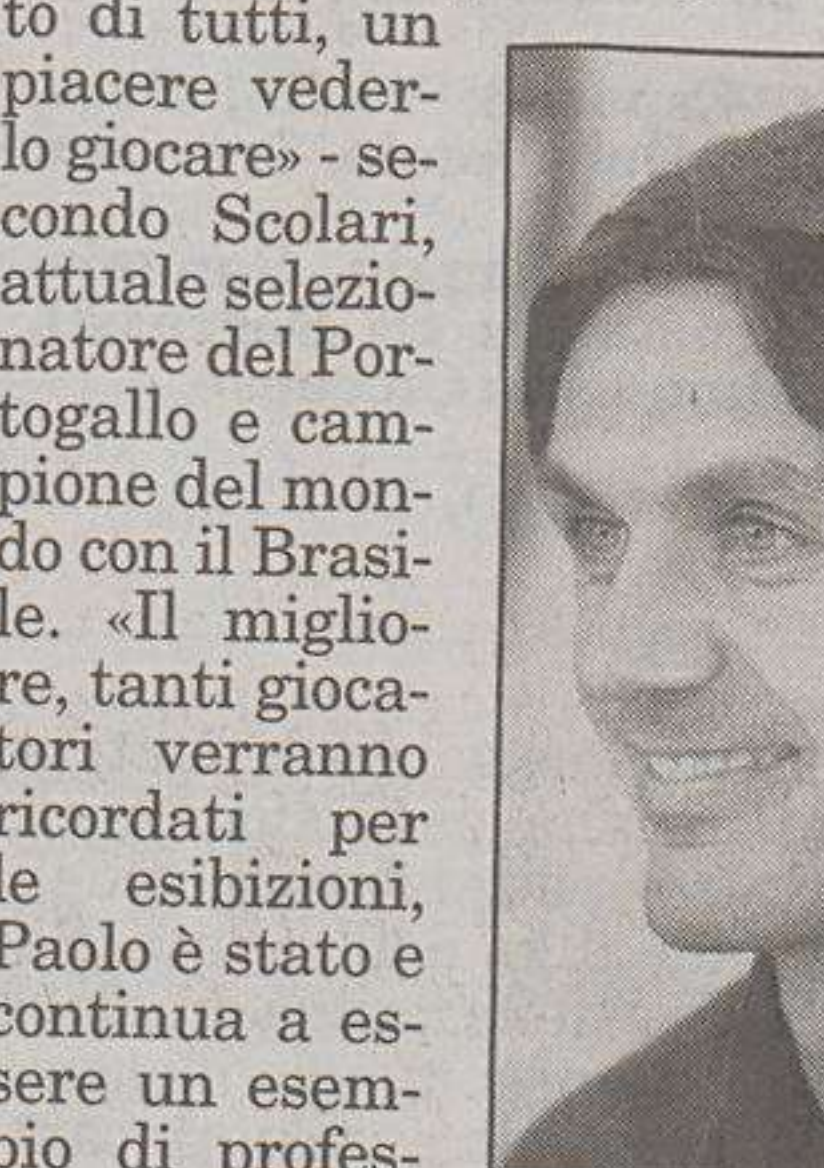 to di tutti, un
piacere veder-
lo giocare» - se-
condo Scolari,
attuale selezio-
natore del Por-
togallo e cam-
pione del mon-
do con il Brasi-
le. «Il miglio-
re, tanti gioca-
tori verranno
ricordati per
le esibizioni,
Paolo è stato e
continua a es-
sere un esem-
pio di profes-